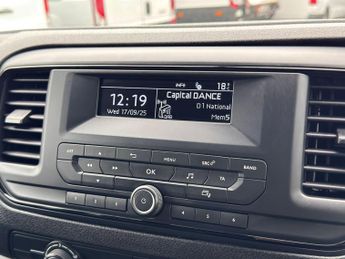 INFO 18°
12:19
Wed 17/09/25
Capital DANCE
D1 National
Mem5
MENU SRC BAND
OK TA
1 2 3 4 5 6